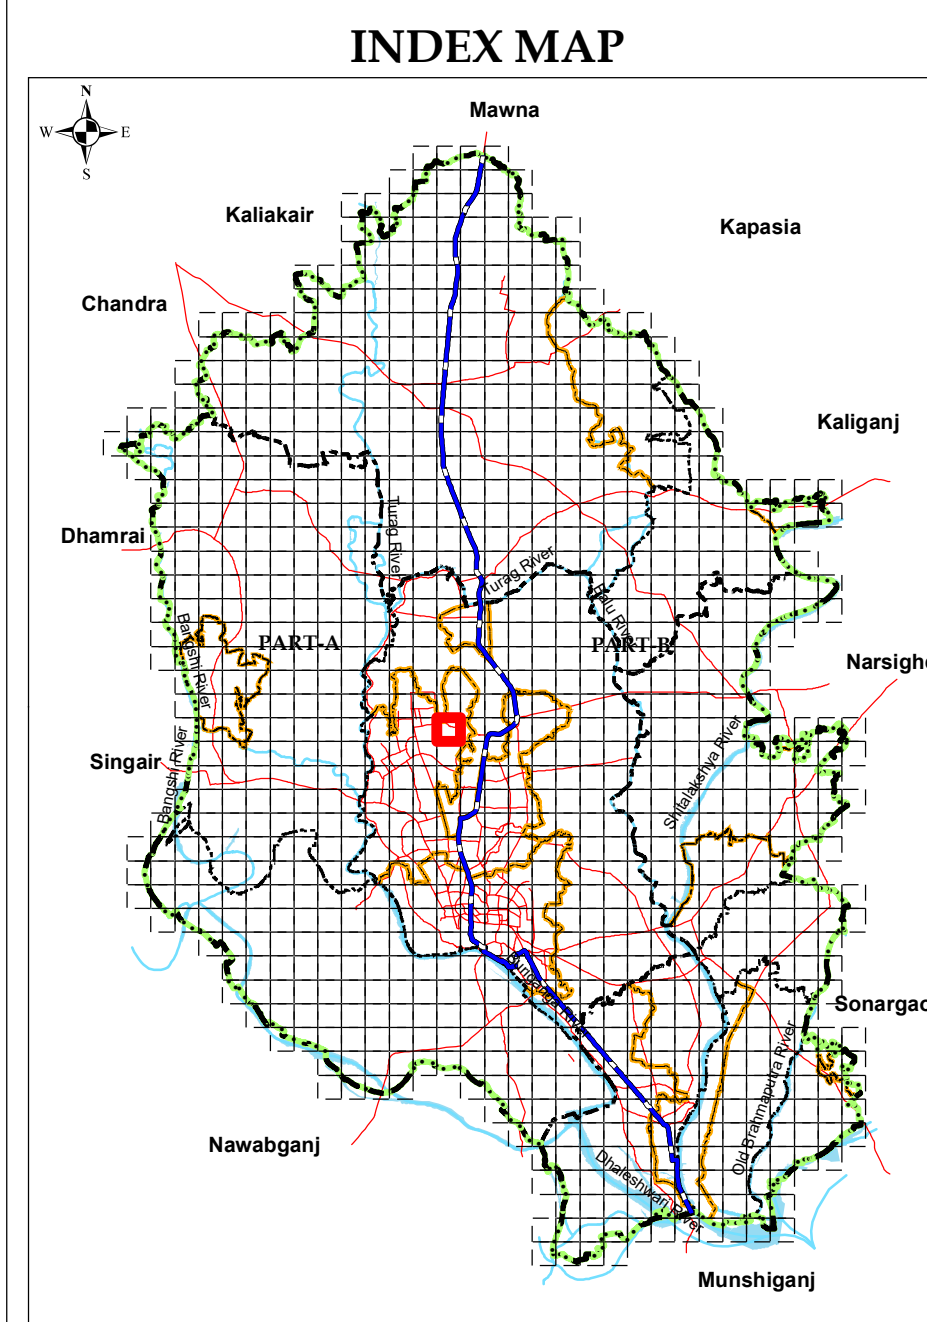 INDEX MAP
N
W E
S
Mawna
Kaliakair
Kapasia
Chandra
Kaliganj
Dhamrai
Turag River
Turag River
Balu River
Bangshi River
PART-A
PART-B
Narsigh
Singair
Bangshi River
Shitalakshya River
Buriganga River
Sonargao
Old Brahmaputra River
Nawabganj
Dhaleshwari River
Munshiganj